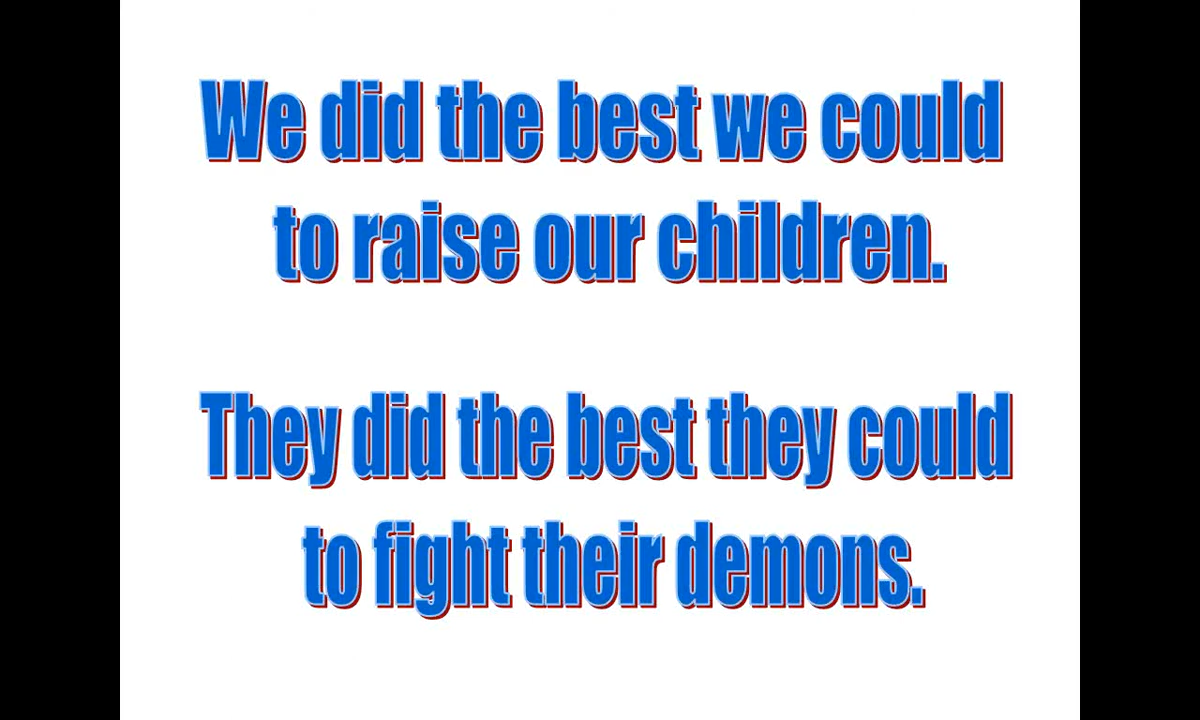 We did the best we could
to raise our children.
They did the best they could
to fight their demons.